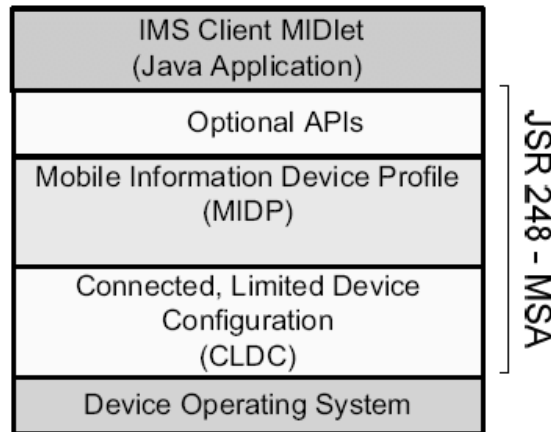 IMS Client MIDlet
(Java Application)
Optional APIs
Mobile Information Device Profile
(MIDP)
Connected, Limited Device
Configuration
(CLDC)
Device Operating System
JSR 248 - MSA